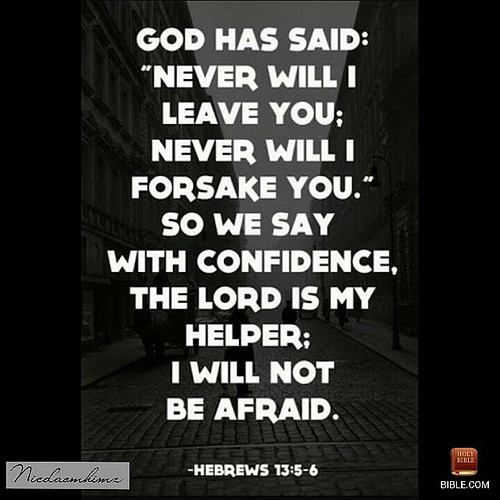 GOD HAS SAID:
"NEVER WILL I
LEAVE YOU;
NEVER WILL I
FORSAKE YOU."
SO WE SAY
WITH CONFIDENCE,
THE LORD IS MY
HELPER;
I WILL NOT
BE AFRAID.
-HEBREWS 13:5-6
HOLY
BIBLE
BIBLE.COM